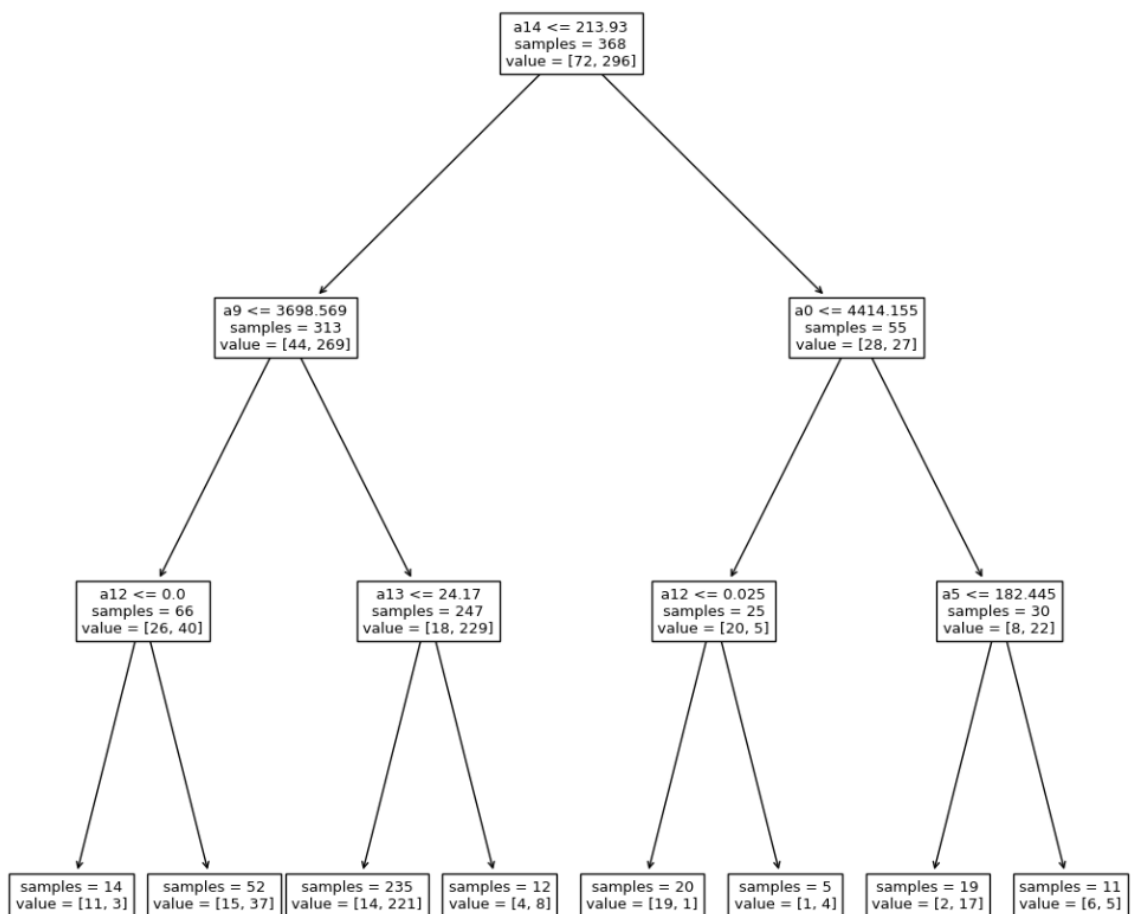 a14 <= 213.93
samples = 368
value = [72, 296]
a9 <= 3698.569
samples = 313
value = [44, 269]
a0 <= 4414.155
samples = 55
value = [28, 27]
a12 <= 0.0
samples = 66
value = [26, 40]
a13 <= 24.17
samples = 247
value = [18, 229]
a12 <= 0.025
samples = 25
value = [20, 5]
a5 <= 182.445
samples = 30
value = [8, 22]
samples = 14
value = [11, 3]
samples = 52
value = [15, 37]
samples = 235
value = [14, 221]
samples = 12
value = [4, 8]
samples = 20
value = [19, 1]
samples = 5
value = [1, 4]
samples = 19
value = [2, 17]
samples = 11
value = [6, 5]